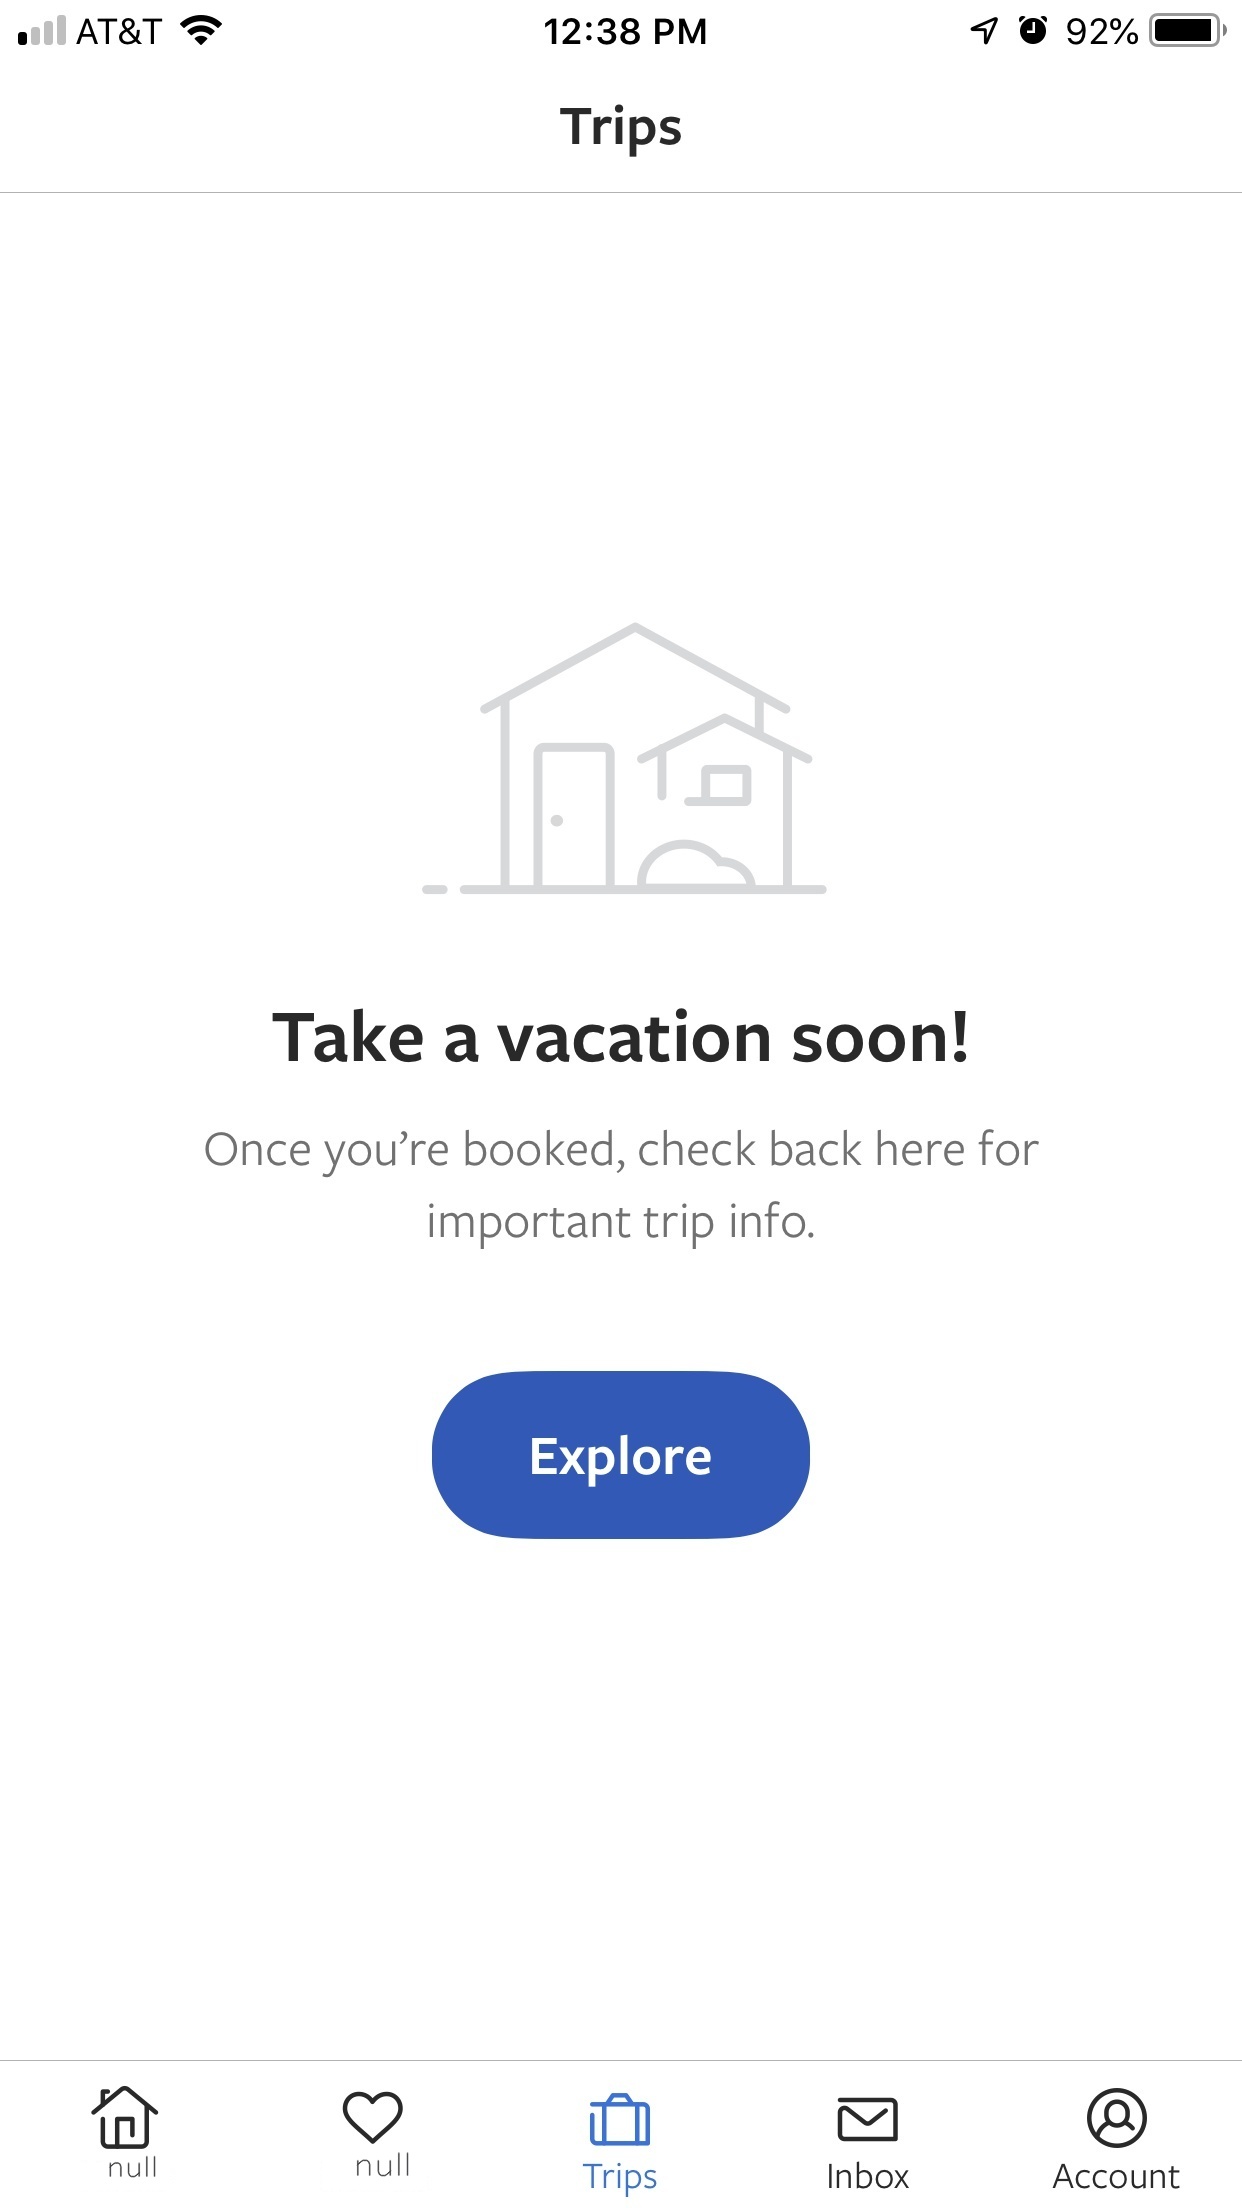 AT&T 12:38 PM 92%
Trips
Take a vacation soon!
Once you’re booked, check back here for
important trip info.
Explore
null null Trips Inbox Account